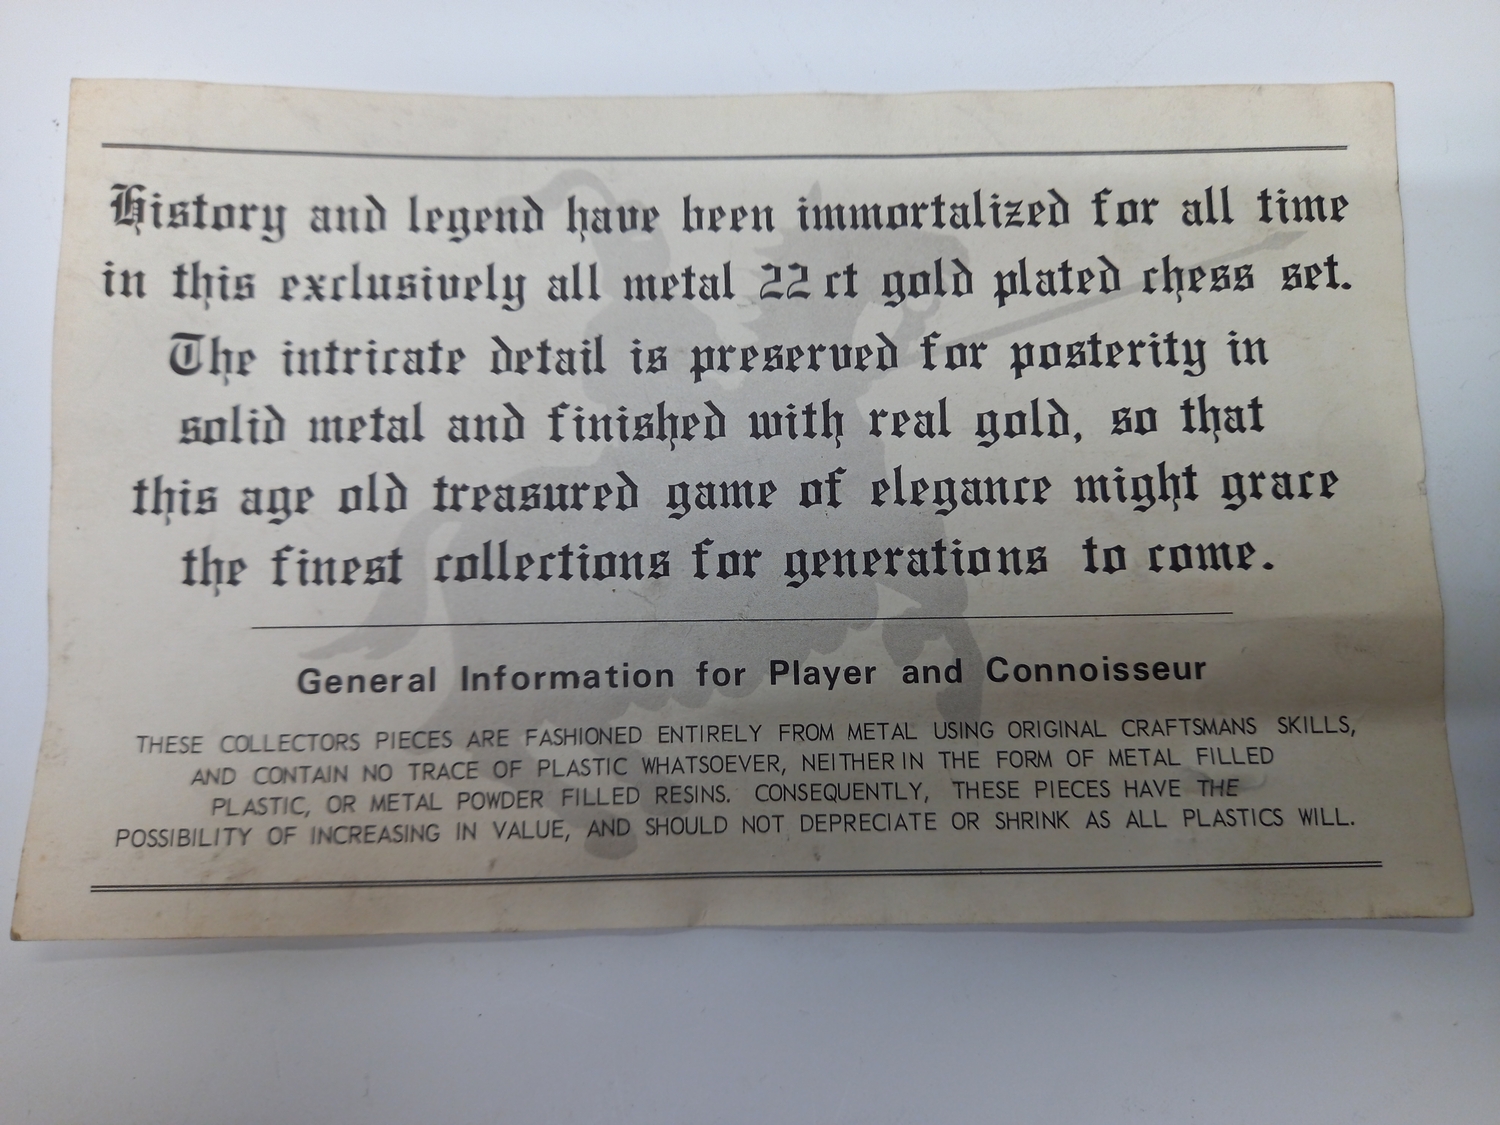 History and legend have been immortalized for all time
in this exclusively all metal 22 ct gold plated chess set.
The intricate detail is preserved for posterity in
solid metal and finished with real gold, so that
this age old treasured game of elegance might grace
the finest collections for generations to come.
General Information for Player and Connoisseur
THESE COLLECTORS PIECES ARE FASHIONED ENTIRELY FROM METAL USING ORIGINAL CRAFTSMANS SKILLS,
AND CONTAIN NO TRACE OF PLASTIC WHATSOEVER, NEITHER IN THE FORM OF METAL FILLED
PLASTIC, OR METAL POWDER FILLED RESINS. CONSEQUENTLY, THESE PIECES HAVE THE
POSSIBILITY OF INCREASING IN VALUE, AND SHOULD NOT DEPRECIATE OR SHRINK AS ALL PLASTICS WILL.